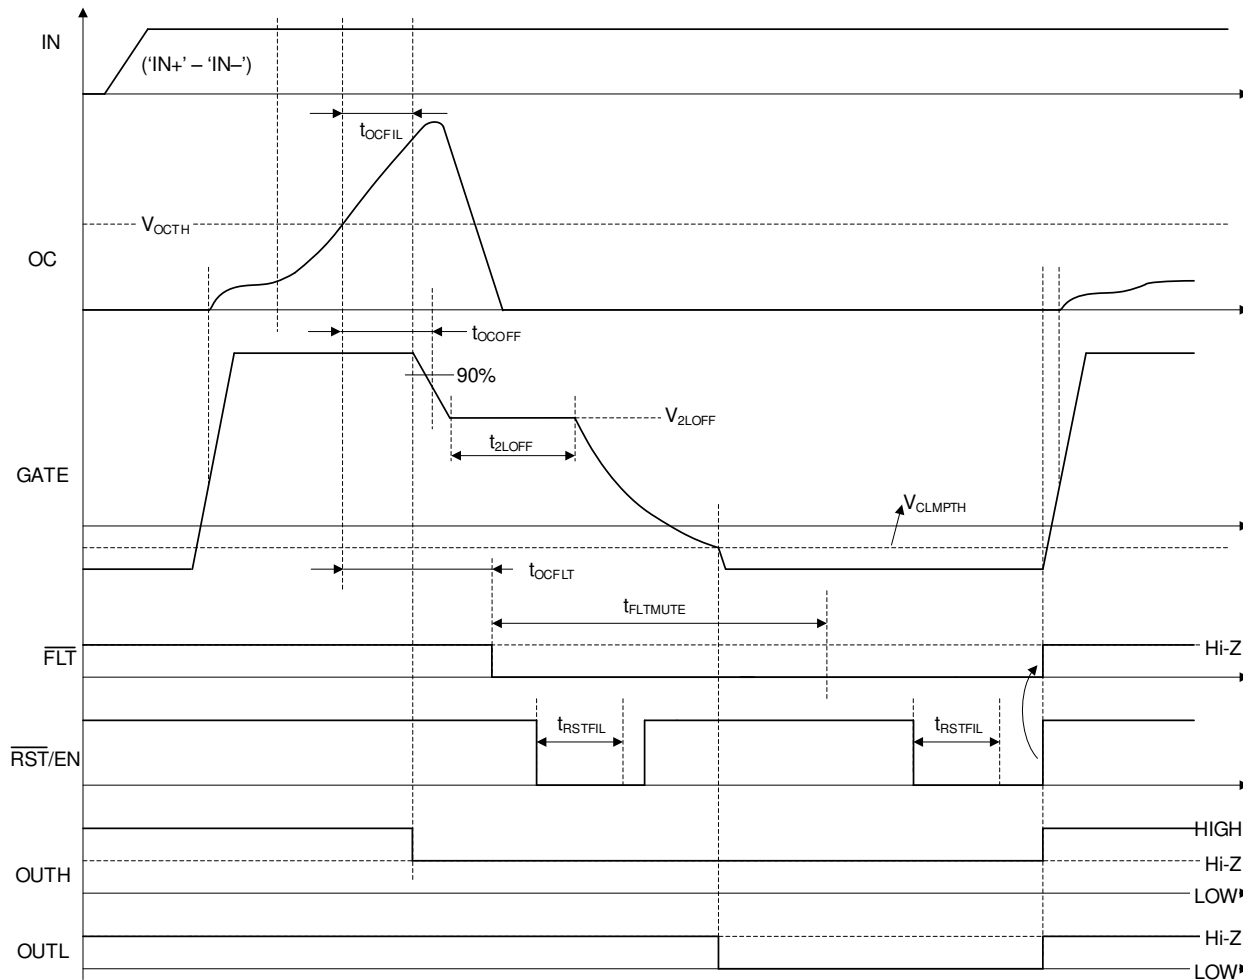 IN
('IN+' – 'IN–')
tOCFIL
VOCTH
OC
tOCOFF
90%
V2LOFF
t2LOFF
GATE
VCLMPTH
tOCFLT
tFLTMUTE
FLT
Hi-Z
tRSTFIL
tRSTFIL
RST/EN
HIGH
Hi-Z
OUTH
LOW
Hi-Z
OUTL
LOW